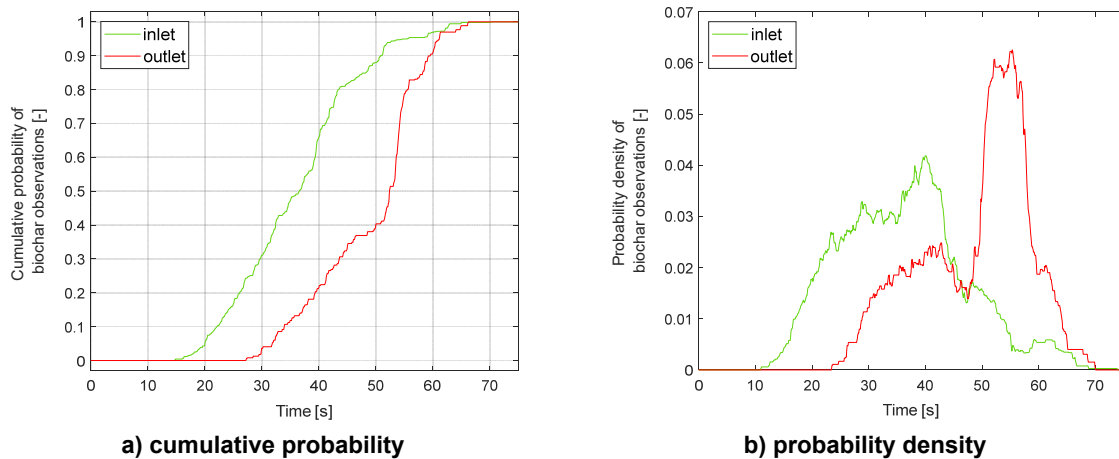 1
0.9
0.8
0.7
0.6
0.5
0.4
0.3
0.2
0.1
0
Cumulative probability of
biochar observations [-]
inlet
outlet
0 10 20 30 40 50 60 70
Time [s]
a) cumulative probability
0.07
0.06
0.05
0.04
0.03
0.02
0.01
0
Probability density of
biochar observations [-]
inlet
outlet
0 10 20 30 40 50 60 70
Time [s]
b) probability density